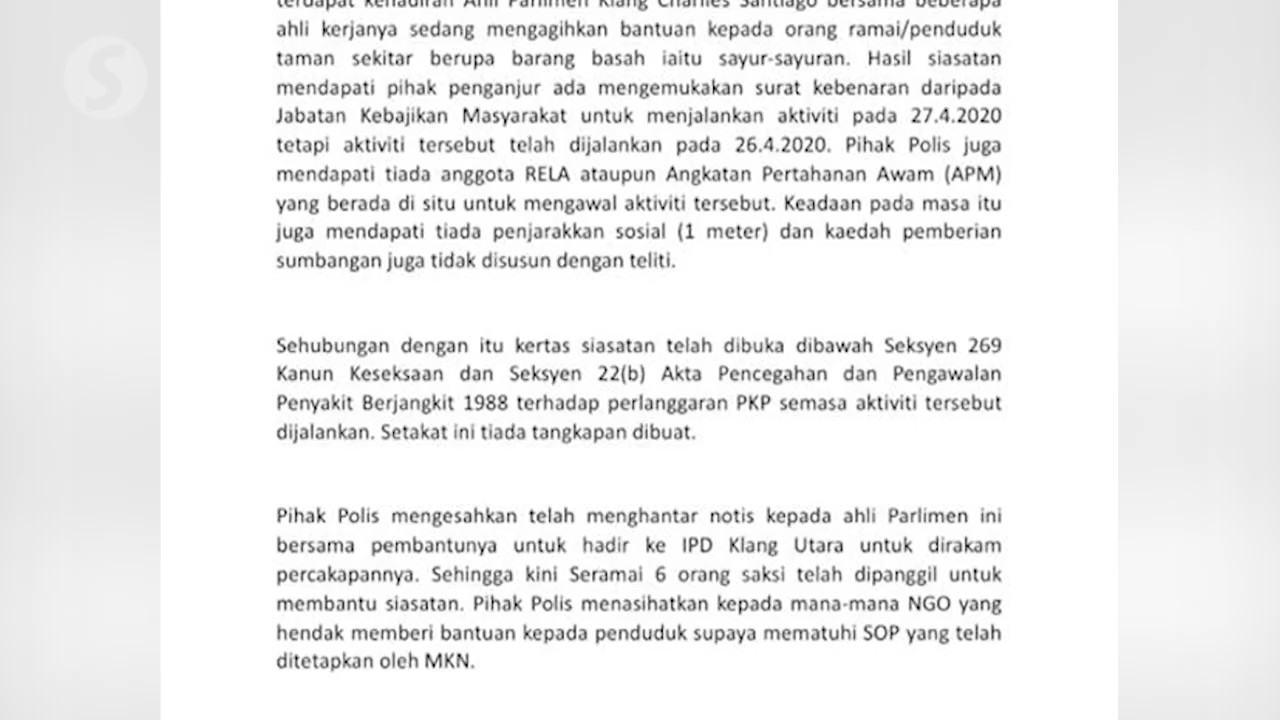 terdapat kehadiran Ahli Parlimen Klang Charles Santiago bersama beberapa
ahli kerjanya sedang mengagihkan bantuan kepada orang ramai/penduduk
taman sekitar berupa barang basah iaitu sayur-sayuran. Hasil siasatan
mendapati pihak penganjur ada mengemukakan surat kebenaran daripada
Jabatan Kebajikan Masyarakat untuk menjalankan aktiviti pada 27.4.2020
tetapi aktiviti tersebut telah dijalankan pada 26.4.2020. Pihak Polis juga
mendapati tiada anggota RELA ataupun Angkatan Pertahanan Awam (APM)
yang berada di situ untuk mengawal aktiviti tersebut. Keadaan pada masa itu
juga mendapati tiada penjarakkan sosial (1 meter) dan kaedah pemberian
sumbangan juga tidak disusun dengan teliti.
Sehubungan dengan itu kertas siasatan telah dibuka dibawah Seksyen 269
Kanun Keseksaan dan Seksyen 22(b) Akta Pencegahan dan Pengawalan
Penyakit Berjangkit 1988 terhadap perlanggaran PKP semasa aktiviti tersebut
dijalankan. Setakat ini tiada tangkapan dibuat.
Pihak Polis mengesahkan telah menghantar notis kepada ahli Parlimen ini
bersama pembantunya untuk hadir ke IPD Klang Utara untuk dirakam
percakapannya. Sehingga kini Seramai 6 orang saksi telah dipanggil untuk
membantu siasatan. Pihak Polis menasihatkan kepada mana-mana NGO yang
hendak memberi bantuan kepada penduduk supaya mematuhi SOP yang telah
ditetapkan oleh MKN.